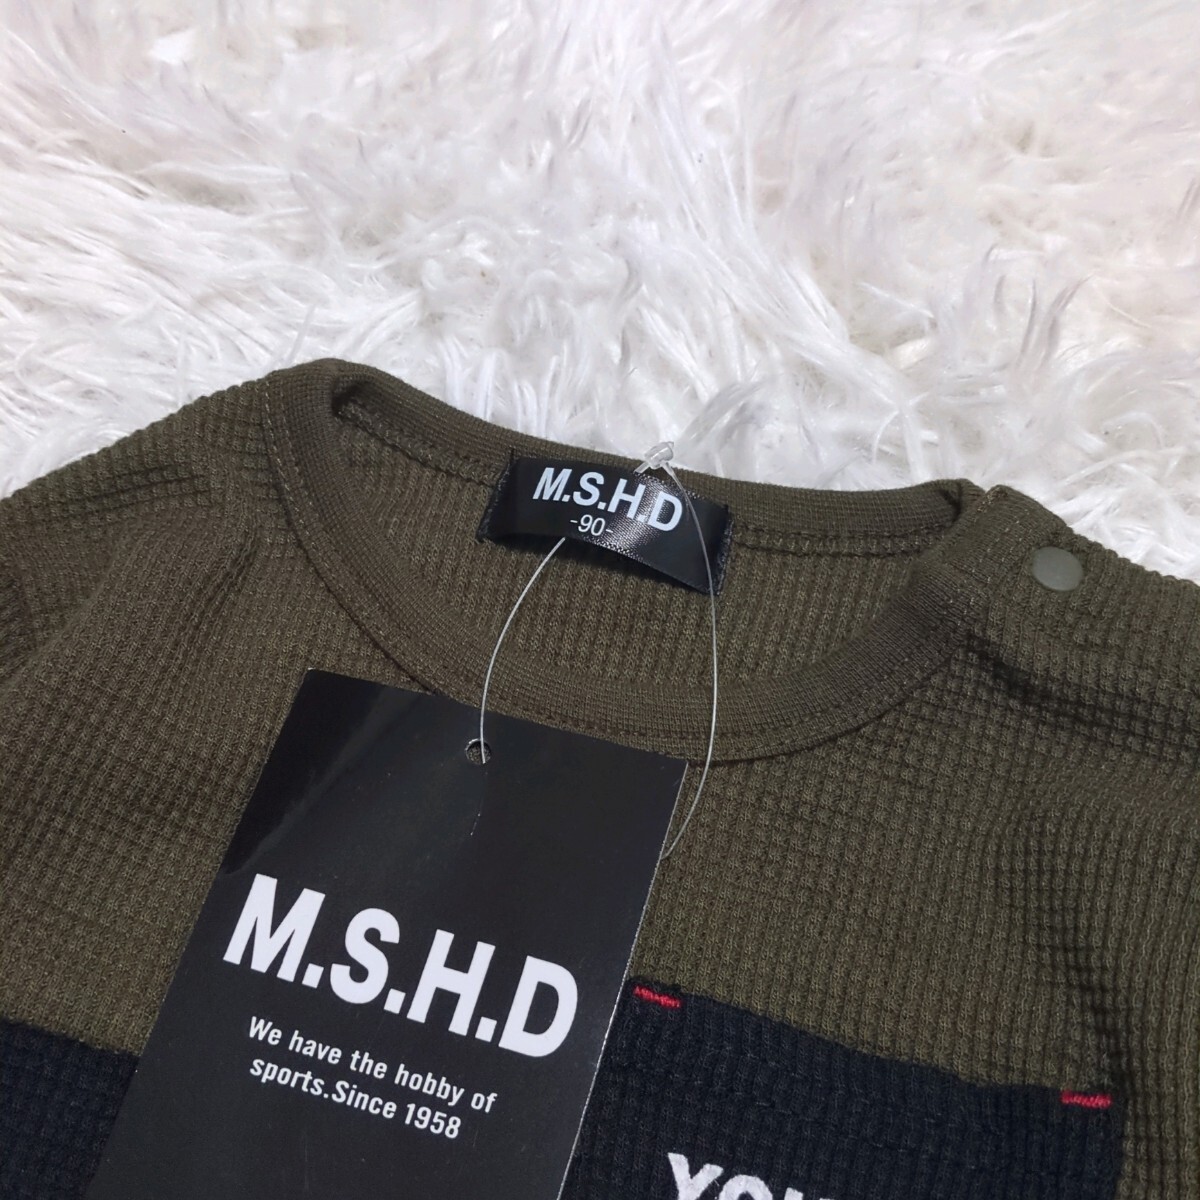 M.S.H.D
-90-
M.S.H.D
We have the hobby of
sports.Since 1958